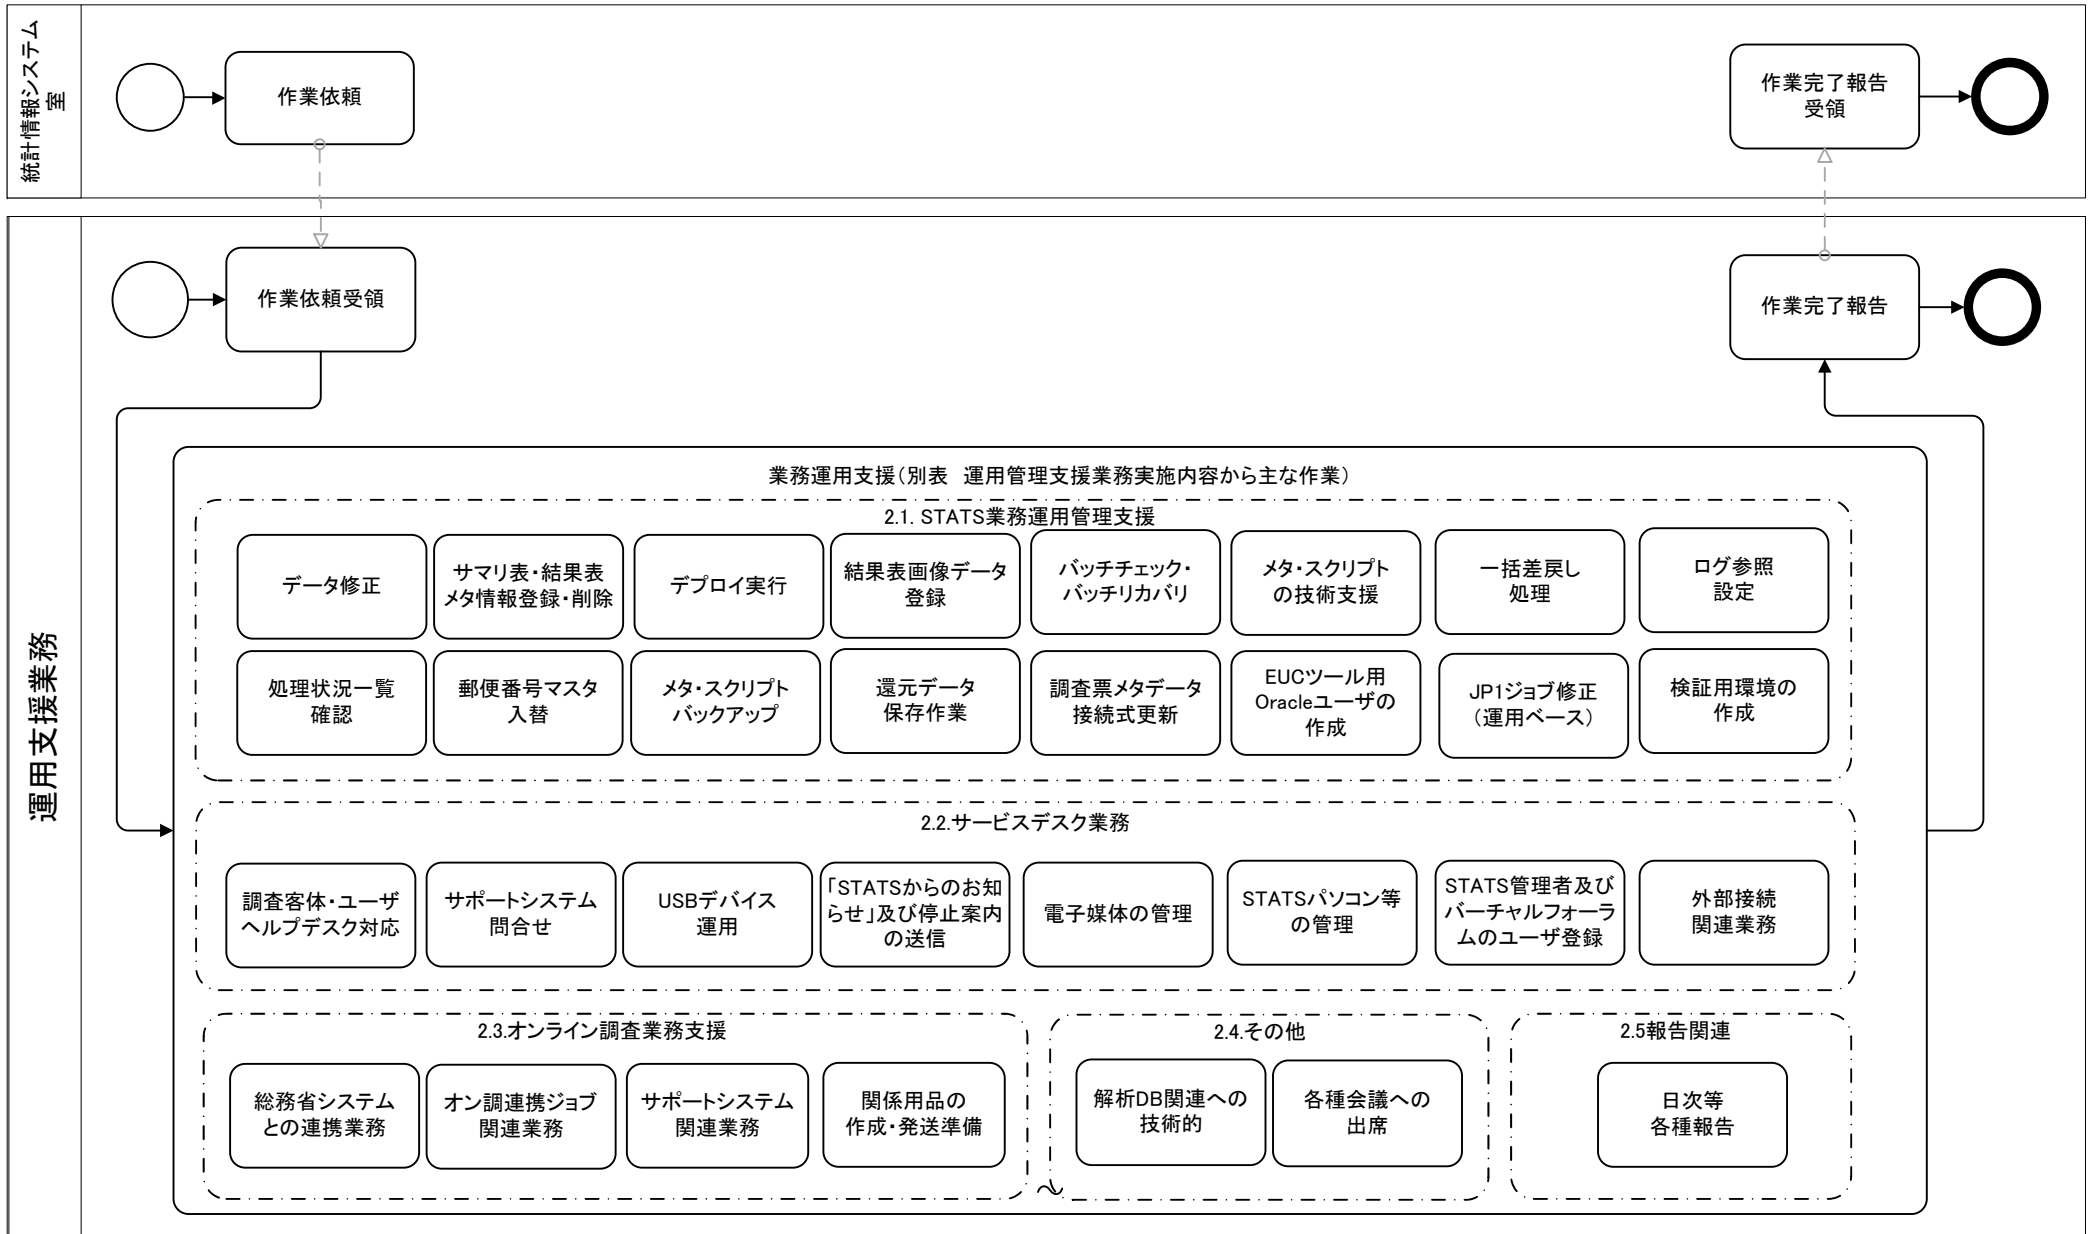 統計情報システム
室
作業依頼
作業完了報告
受領
運用支援業務
作業依頼受領
作業完了報告
業務運用支援(別表　運用管理支援業務実施内容から主な作業)
2.1. STATS業務運用管理支援
データ修正
サマリ表・結果表
メタ情報登録・削除
デプロイ実行
結果表画像データ
登録
バッチチェック・
バッチリカバリ
メタ・スクリプト
の技術支援
一括差戻し
処理
ログ参照
設定
処理状況一覧
確認
郵便番号マスタ
入替
メタ・スクリプト
バックアップ
還元データ
保存作業
調査票メタデータ
接続式更新
EUCツール用
Oracleユーザの
作成
JP1ジョブ修正
(運用ベース)
検証用環境の
作成
2.2.サービスデスク業務
調査客体・ユーザ
ヘルプデスク対応
サポートシステム
問合せ
USBデバイス
運用
「STATSからのお知
らせ」及び停止案内
の送信
電子媒体の管理
STATSパソコン等
の管理
STATS管理者及び
バーチャルフォーラ
ムのユーザ登録
外部接続
関連業務
2.3.オンライン調査業務支援
総務省システム
との連携業務
オン調連携ジョブ
関連業務
サポートシステム
関連業務
関係用品の
作成・発送準備
2.4.その他
解析DB関連への
技術的
各種会議への
出席
2.5報告関連
日次等
各種報告